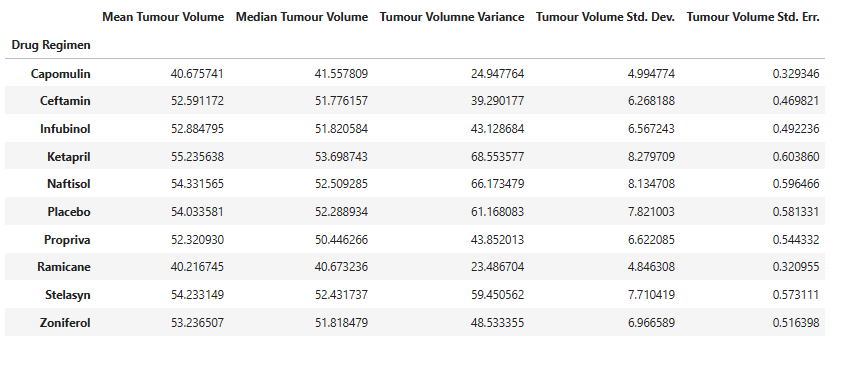 Mean Tumour Volume Median Tumour Volume Tumour Volumne Variance Tumour Volume Std. Dev. Tumour Volume Std. Err.
Drug Regimen
Capomulin 40.675741 41.557809 24.947764 4.994774 0.329346
Ceftamin 52.591172 51.776157 39.290177 6.268188 0.469821
Infubinol 52.884795 51.820584 43.128684 6.567243 0.492236
Ketapril 55.235638 53.698743 68.553577 8.279709 0.603860
Naftisol 54.331565 52.509285 66.173479 8.134708 0.596466
Placebo 54.033581 52.288934 61.168083 7.821003 0.581331
Propriva 52.320930 50.446266 43.852013 6.622085 0.544332
Ramicane 40.216745 40.673236 23.486704 4.846308 0.320955
Stelasyn 54.233149 52.431737 59.450562 7.710419 0.573111
Zoniferol 53.236507 51.818479 48.533355 6.966589 0.516398